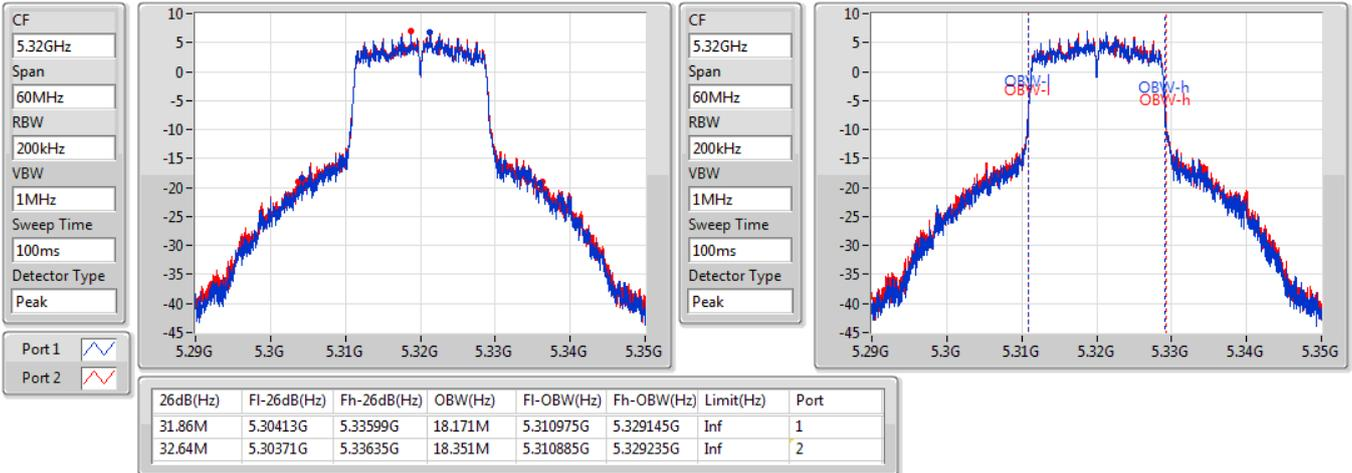 CF
5.32GHz
Span
60MHz
RBW
200kHz
VBW
1MHz
Sweep Time
100ms
Detector Type
Peak
Port 1
Port 2
10
5
0
-5
-10
-15
-20
-25
-30
-35
-40
-45
5.29G 5.3G 5.31G 5.32G 5.33G 5.34G 5.35G
CF
5.32GHz
Span
60MHz
RBW
200kHz
VBW
1MHz
Sweep Time
100ms
Detector Type
Peak
10
5
0
-5
-10
-15
-20
-25
-30
-35
-40
-45
OBW-l
OBW-l
OBW-h
OBW-h
5.29G 5.3G 5.31G 5.32G 5.33G 5.34G 5.35G
26dB(Hz) Fl-26dB(Hz) Fh-26dB(Hz) OBW(Hz) Fl-OBW(Hz) Fh-OBW(Hz) Limit(Hz) Port
31.86M 5.30413G 5.33599G 18.171M 5.310975G 5.329145G Inf 1
32.64M 5.30371G 5.33635G 18.351M 5.310885G 5.329235G Inf 2